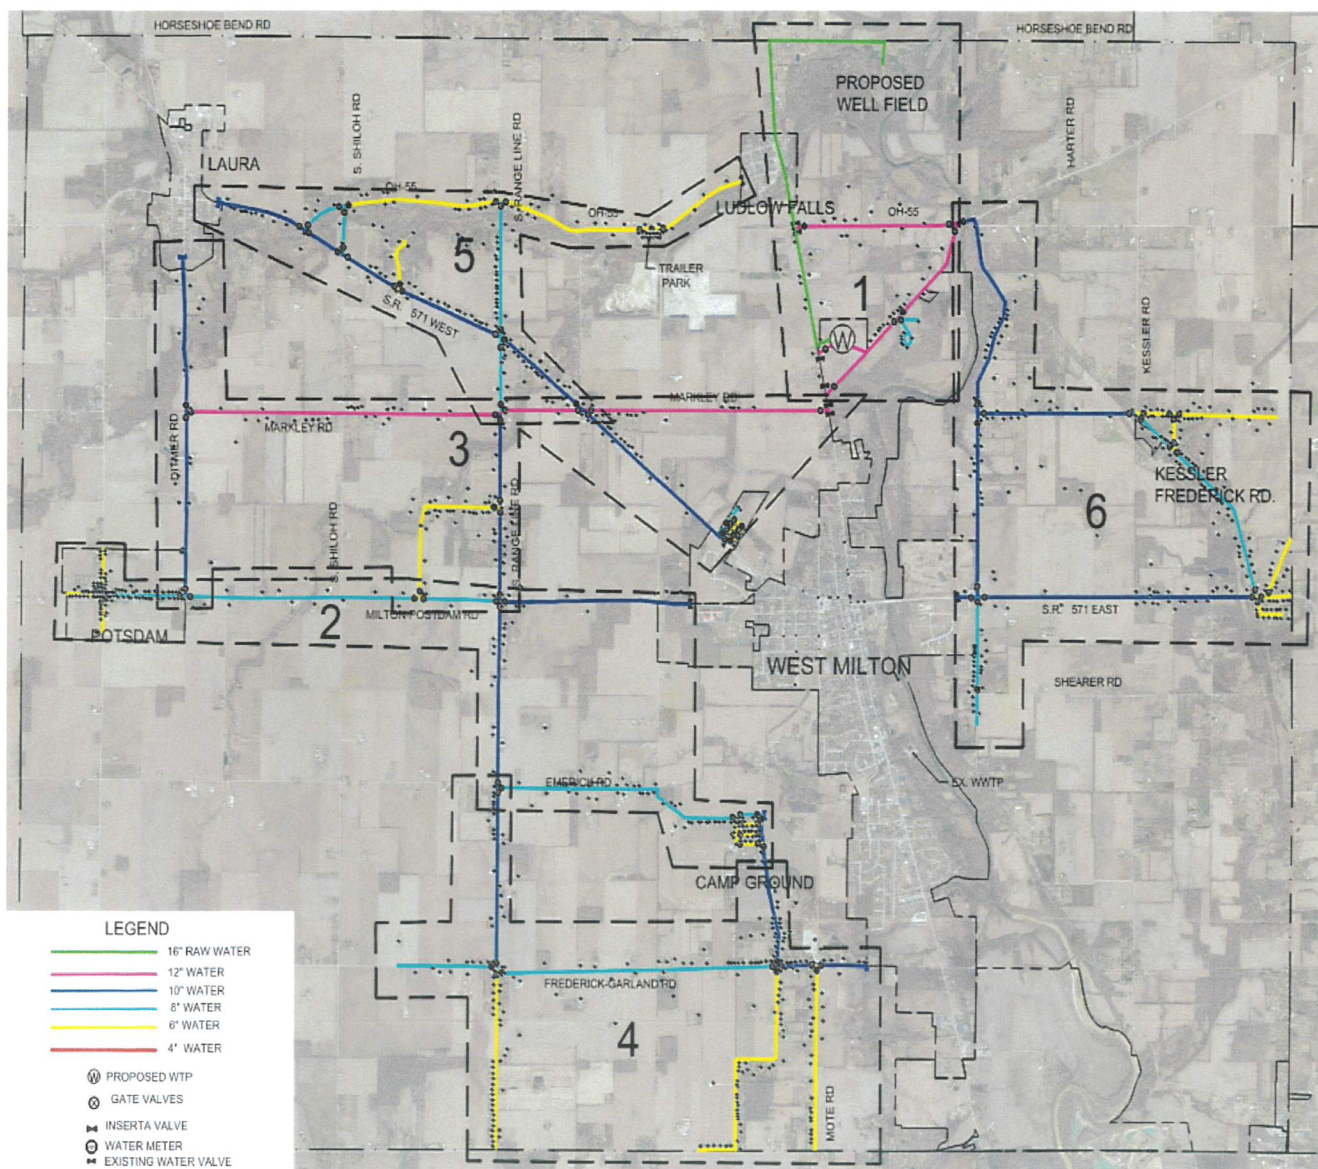 HORSESHOE BEND RD
HORSESHOE BEND RD
PROPOSED
WELL FIELD
S. SHILOH RD
S. RANGE LINE RD
HARTER RD
LAURA
OH-55
OH-55
LUDLOW FALLS
OH-55
5
TRAILER
PARK
1
S.R. 571 WEST
W
KESSLER RD
MARKLEY RD
MARKLEY RD
DITMER RD
3
KESSLER
FREDERICK RD.
6
S. SHILOH RD
S. RANGE LINE RD
MILTON-POSTDAM RD
S.R. 571 EAST
POTSDAM
2
WEST MILTON
SHEARER RD
EMERICH RD
EX. WWTP
CAMP GROUND
FREDERICK-GARLAND RD
4
MOTE RD
LEGEND
16" RAW WATER
12" WATER
10" WATER
8" WATER
6" WATER
4" WATER
W PROPOSED WTP
GATE VALVES
INSERTA VALVE
WATER METER
EXISTING WATER VALVE